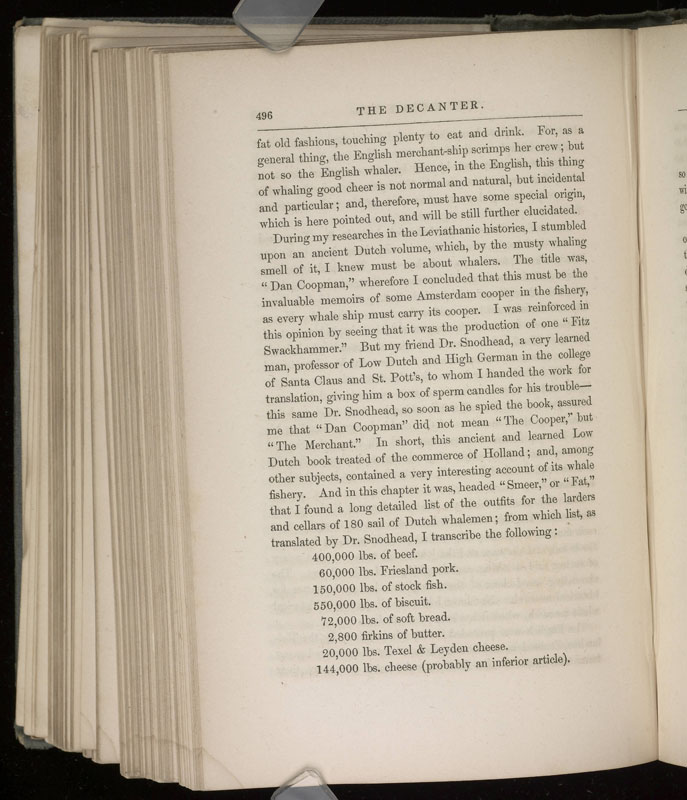 496
THE DECANTER.
fat old fashions, touching plenty to eat and drink. For, as a
general thing, the English merchant-ship scrimps her crew; but
not so the English whaler. Hence, in the English, this thing
of whaling good cheer is not normal and natural, but incidental
and particular; and, therefore, must have some special origin,
which is here pointed out, and will be still further elucidated.
During my researches in the Leviathanic histories, I stumbled
upon an ancient Dutch volume, which, by the musty whaling
smell of it, I knew must be about whalers. The title was,
“Dan Coopman,” wherefore I concluded that this must be the
invaluable memoirs of some Amsterdam cooper in the fishery,
as every whale ship must carry its cooper. I was reinforced in
this opinion by seeing that it was the production of one “Fitz
Swackhammer.” But my friend Dr. Snodhead, a very learned
man, professor of Low Dutch and High German in the college
of Santa Claus and St. Pott's, to whom I handed the work for
translation, giving him a box of sperm candles for his trouble—
this same Dr. Snodhead, so soon as he spied the book, assured
me that “Dan Coopman” did not mean “The Cooper,” but
“The Merchant.” In short, this ancient and learned Low
Dutch book treated of the commerce of Holland; and, among
other subjects, contained a very interesting account of its whale
fishery. And in this chapter it was, headed “Smeer,” or “Fat,”
that I found a long detailed list of the outfits for the larders
and cellars of 180 sail of Dutch whalemen; from which list, as
translated by Dr. Snodhead, I transcribe the following:
400,000 lbs. of beef.
60,000 lbs. Friesland pork.
150,000 lbs. of stock fish.
550,000 lbs. of biscuit.
72,000 lbs. of soft bread.
2,800 firkins of butter.
20,000 lbs. Texel & Leyden cheese.
144,000 lbs. cheese (probably an inferior article).